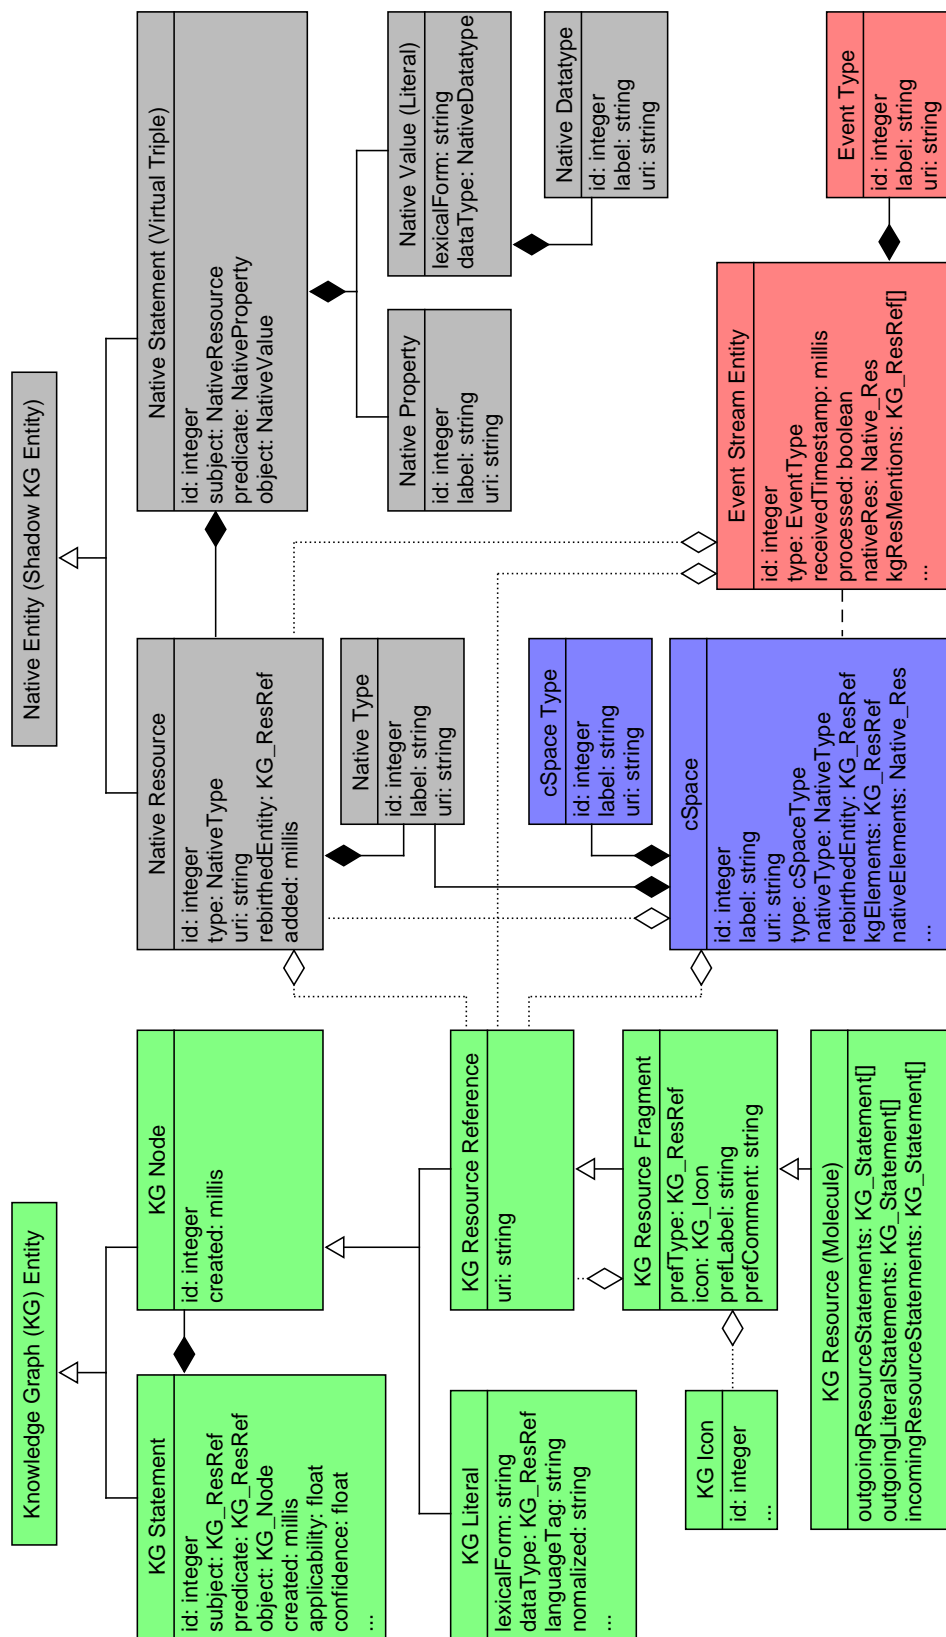 Knowledge Graph (KG) Entity
KG Statement
id: integer
subject: KG_ResRef
predicate: KG_ResRef
object: KG_Node
created: millis
applicability: float
confidence: float
...
KG Node
id: integer
created: millis
KG Literal
lexicalForm: string
dataType: KG_ResRef
languageTag: string
nomalized: string
KG Resource Reference
uri: string
KG Resource Fragment
prefType: KG_ResRef
icon: KG_Icon
prefLabel: string
prefComment: string
KG Icon
id: integer
...
KG Resource (Molecule)
outgoingResourceStatements: KG_Statement[]
outgoingLiteralStatements: KG_Statement[]
incomingResourceStatements: KG_Statement[]
Native Entity (Shadow KG Entity)
Native Resource
id: integer
type: NativeType
uri: string
rebirthedEntity: KG_ResRef
added: millis
Native Type
id: integer
label: string
uri: string
Native Statement (Virtual Triple)
id: integer
subject: NativeResource
predicate: NativeProperty
object: NativeValue
Native Property
id: integer
label: string
uri: string
Native Value (Literal)
lexicalForm: string
dataType: NativeDatatype
Native Datatype
id: integer
label: string
uri: string
cSpace Type
id: integer
label: string
uri: string
cSpace
id: integer
label: string
uri: string
type: cSpaceType
nativeType: NativeType
rebirthedEntity: KG_ResRef
kgElements: KG_ResRef
nativeElements: Native_Res
...
Event Stream Entity
id: integer
type: EventType
receivedTimestamp: millis
processed: boolean
nativeRes: Native_Res
kgResMentions: KG_ResRef[]
...
Event Type
id: integer
label: string
uri: string